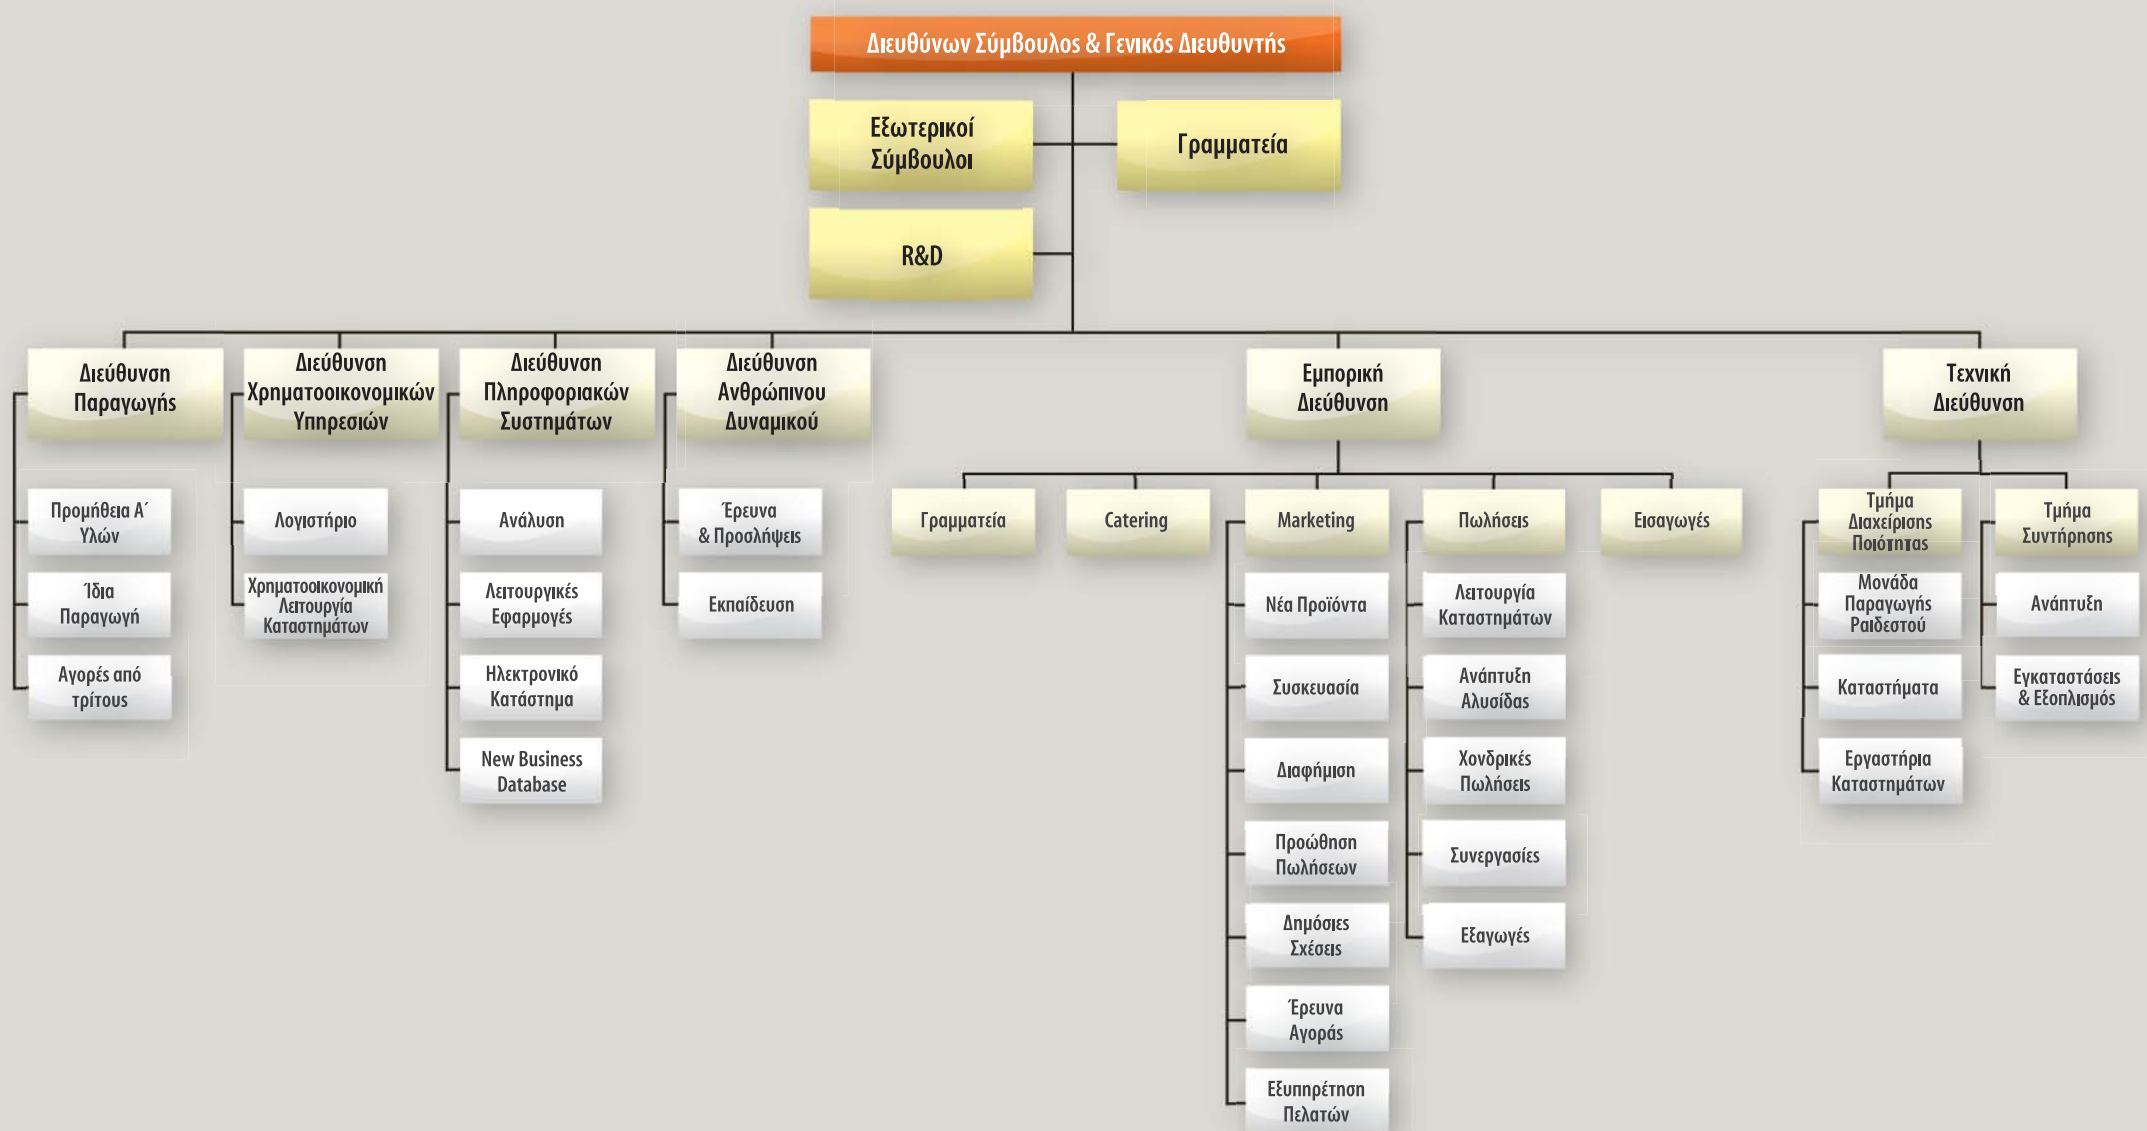 Διευθύνων Σύμβουλος & Γενικός Διευθυντής
Εξωτερικοί
Σύμβουλοι
Γραμματεία
R&D
Διεύθυνση
Παραγωγής
Προμήθεια Α΄
Υλών
Ίδια
Παραγωγή
Αγορές από
τρίτους
Διεύθυνση
Χρηματοοικονομικών
Υπηρεσιών
Λογιστήριο
Χρηματοοικονομική
Λειτουργία
Καταστημάτων
Διεύθυνση
Πληροφοριακών
Συστημάτων
Ανάλυση
Λειτουργικές
Εφαρμογές
Ηλεκτρονικό
Κατάστημα
New Business
Database
Διεύθυνση
Ανθρώπινου
Δυναμικού
Έρευνα
& Προσλήψεις
Εκπαίδευση
Εμπορική
Διεύθυνση
Γραμματεία
Catering
Marketing
Νέα Προϊόντα
Συσκευασία
Διαφήμιση
Προώθηση
Πωλήσεων
Δημόσιες
Σχέσεις
Έρευνα
Αγοράς
Εξυπηρέτηση
Πελατών
Πωλήσεις
Λειτουργία
Καταστημάτων
Ανάπτυξη
Αλυσίδας
Χονδρικές
Πωλήσεις
Συνεργασίες
Εξαγωγές
Εισαγωγές
Τεχνική
Διεύθυνση
Τμήμα
Διαχείρισης
Ποιότητας
Μονάδα
Παραγωγής
Ραιδεστού
Καταστήματα
Εργαστήρια
Καταστημάτων
Τμήμα
Συντήρησης
Ανάπτυξη
Εγκαταστάσεις
& Εξοπλισμός